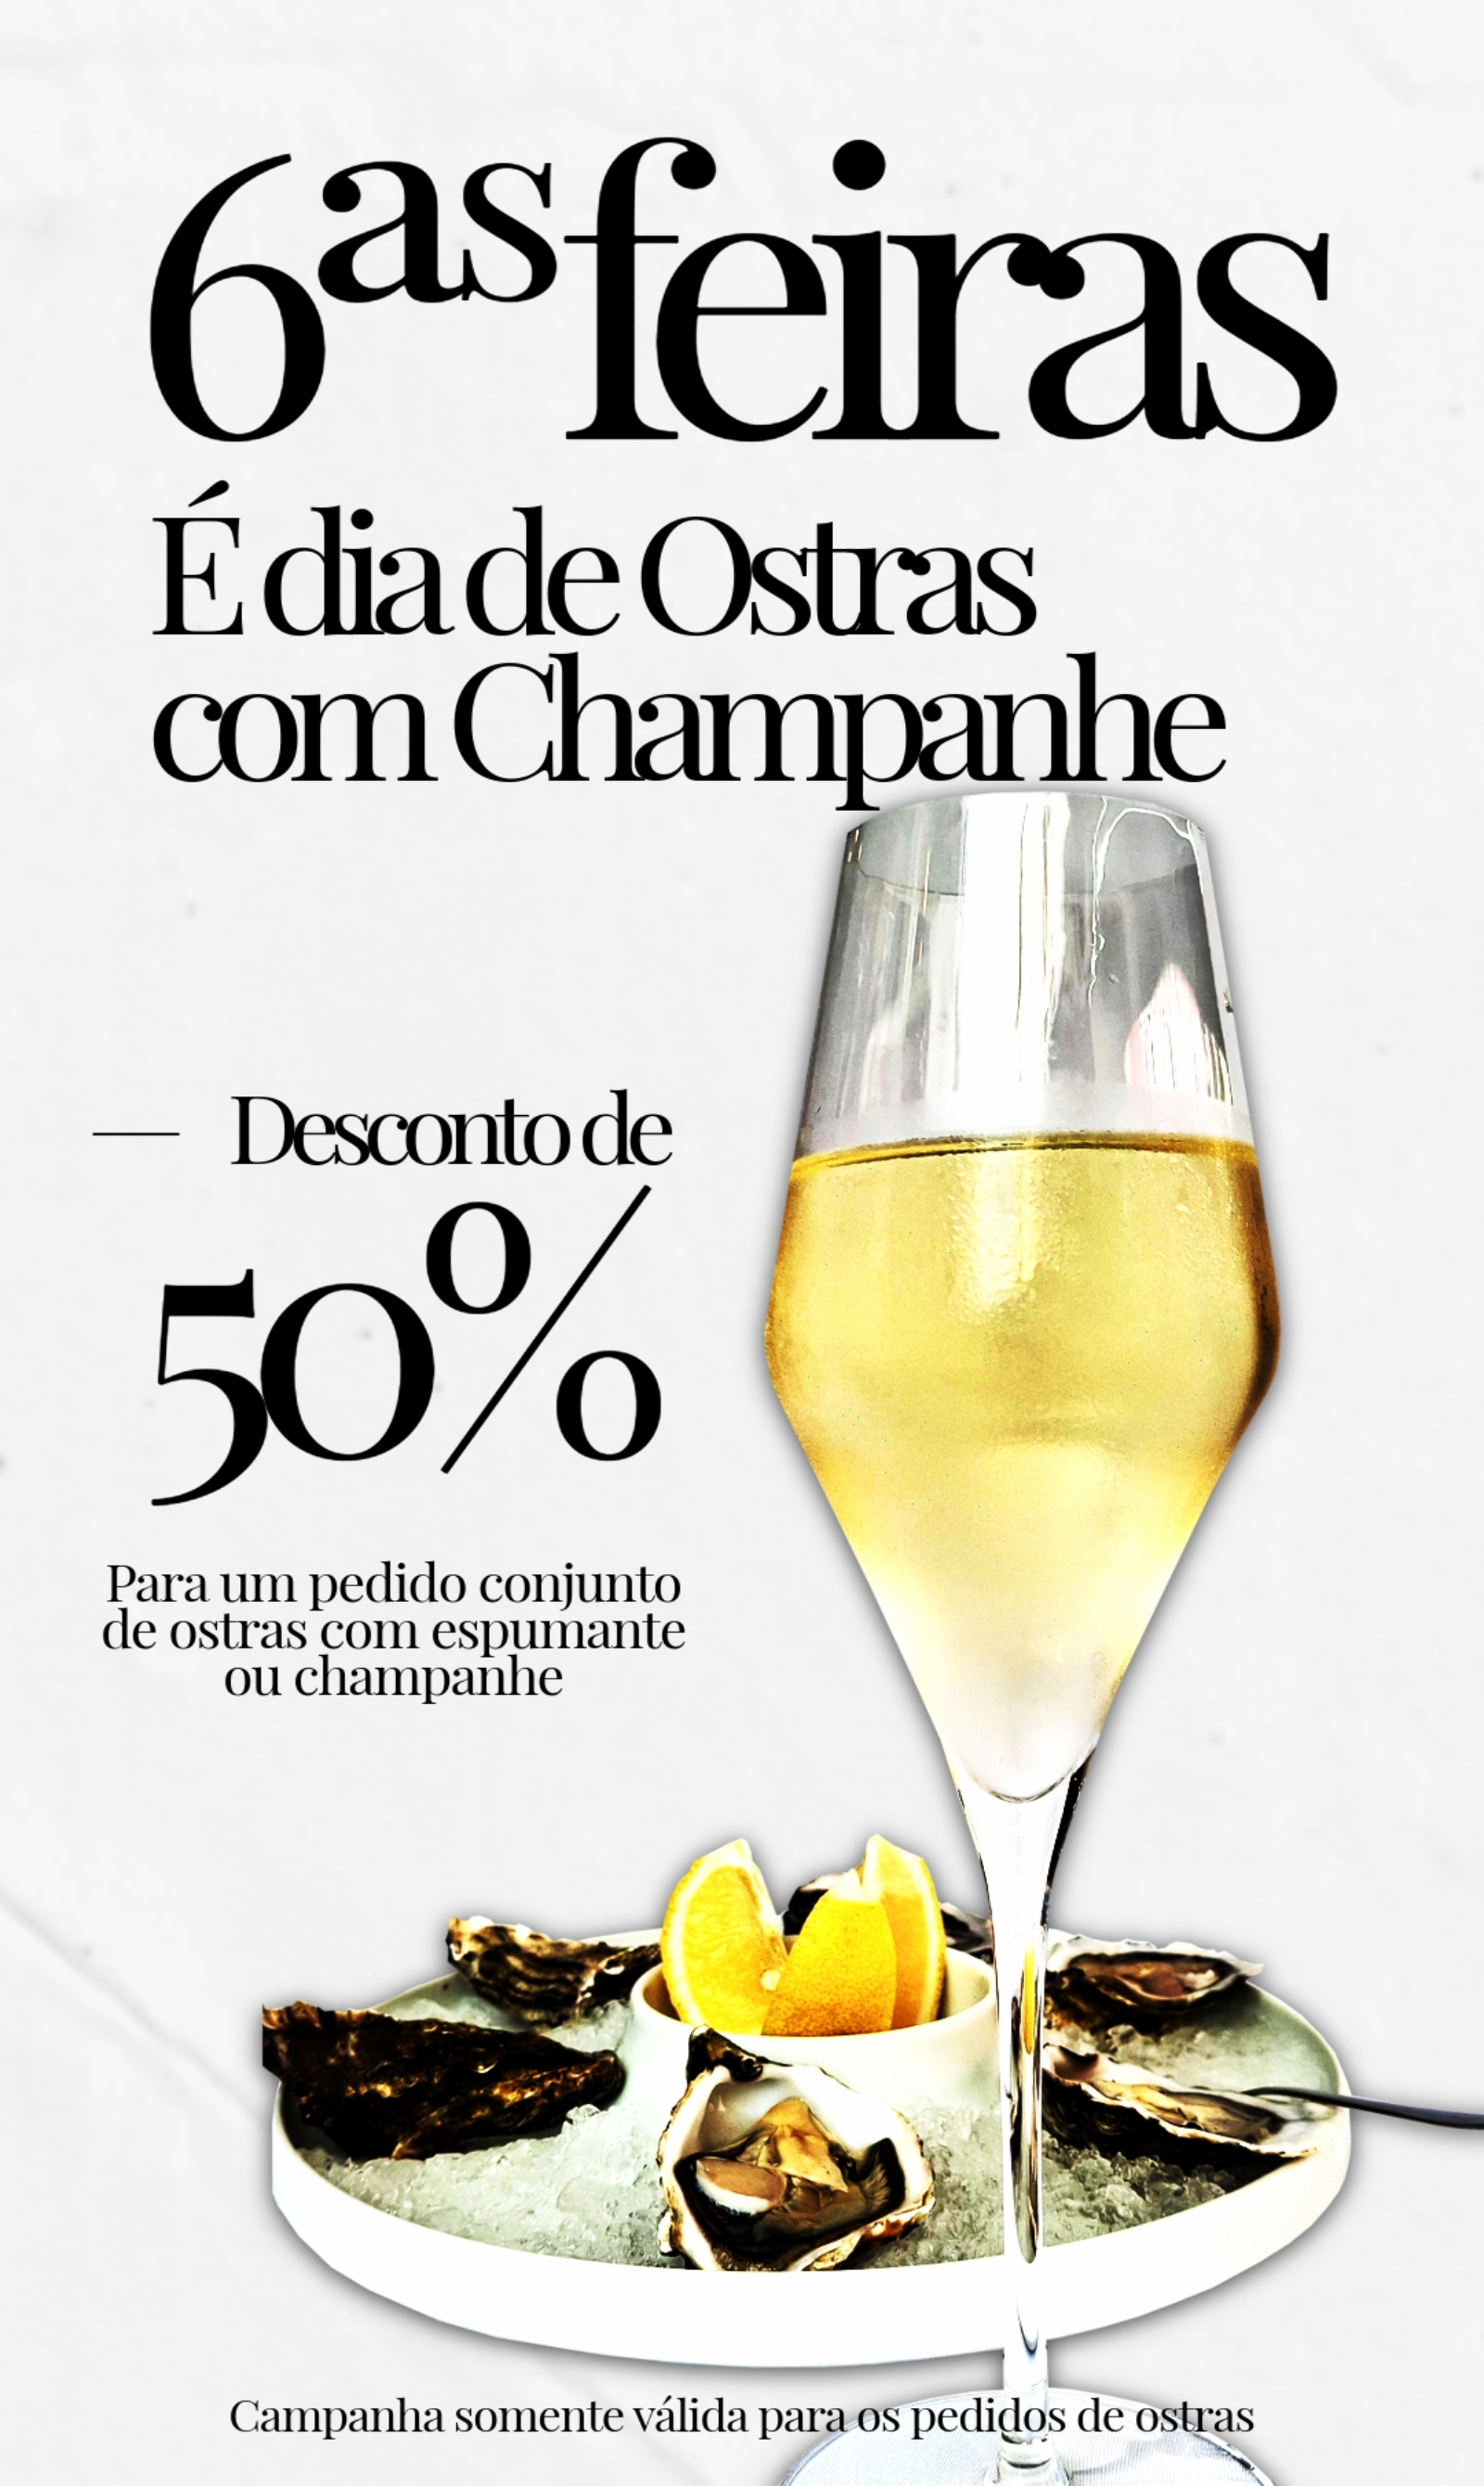 6as feiras
É dia de Ostras
com Champanhe
Desconto de
50%
Para um pedido conjunto
de ostras com espumante
ou champanhe
Campanha somente válida para os pedidos de ostras